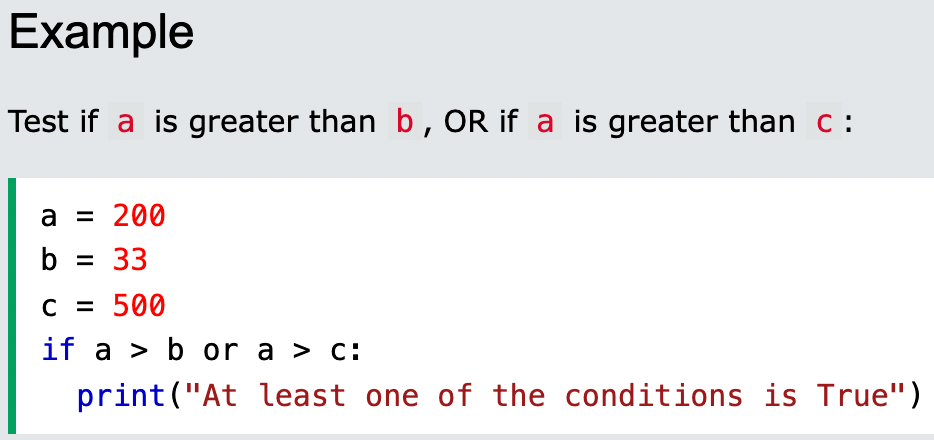 Example
Test if a is greater than b, OR if a is greater than c:
a = 200
b = 33
c = 500
if a > b or a > c:
  print("At least one of the conditions is True")